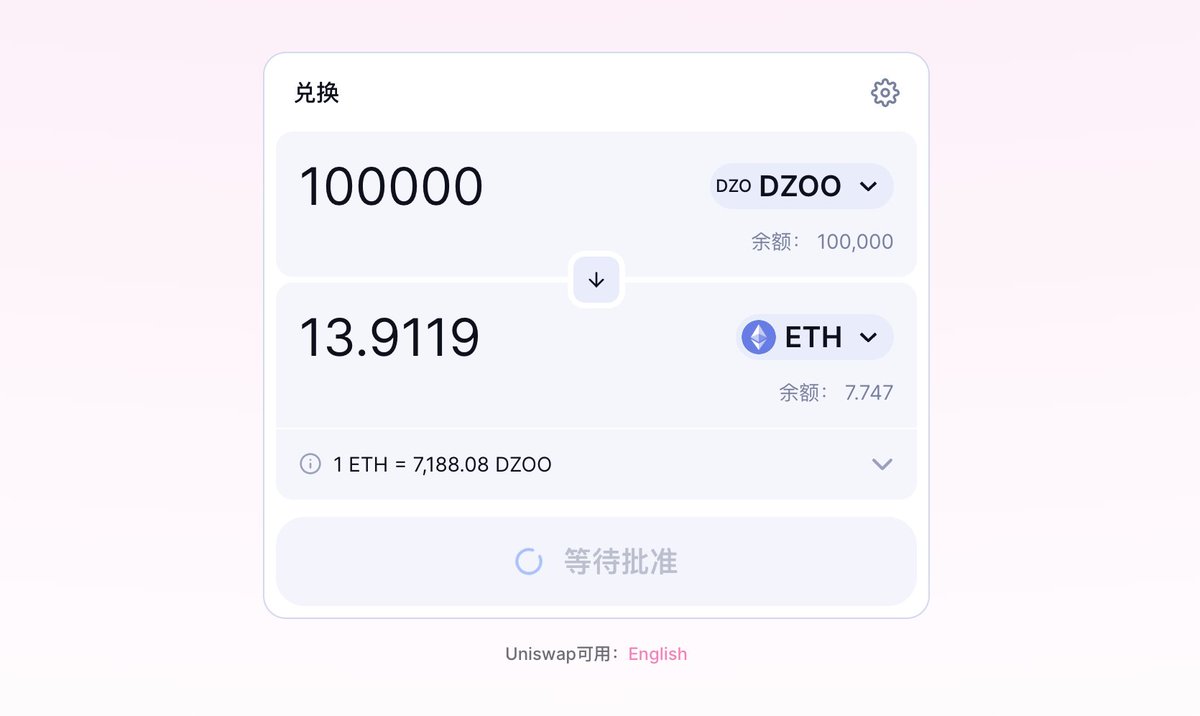 兑换
100000
DZO DZOO
余额： 100,000
13.9119
ETH
余额： 7.747
1 ETH = 7,188.08 DZOO
等待批准
Uniswap可用：English